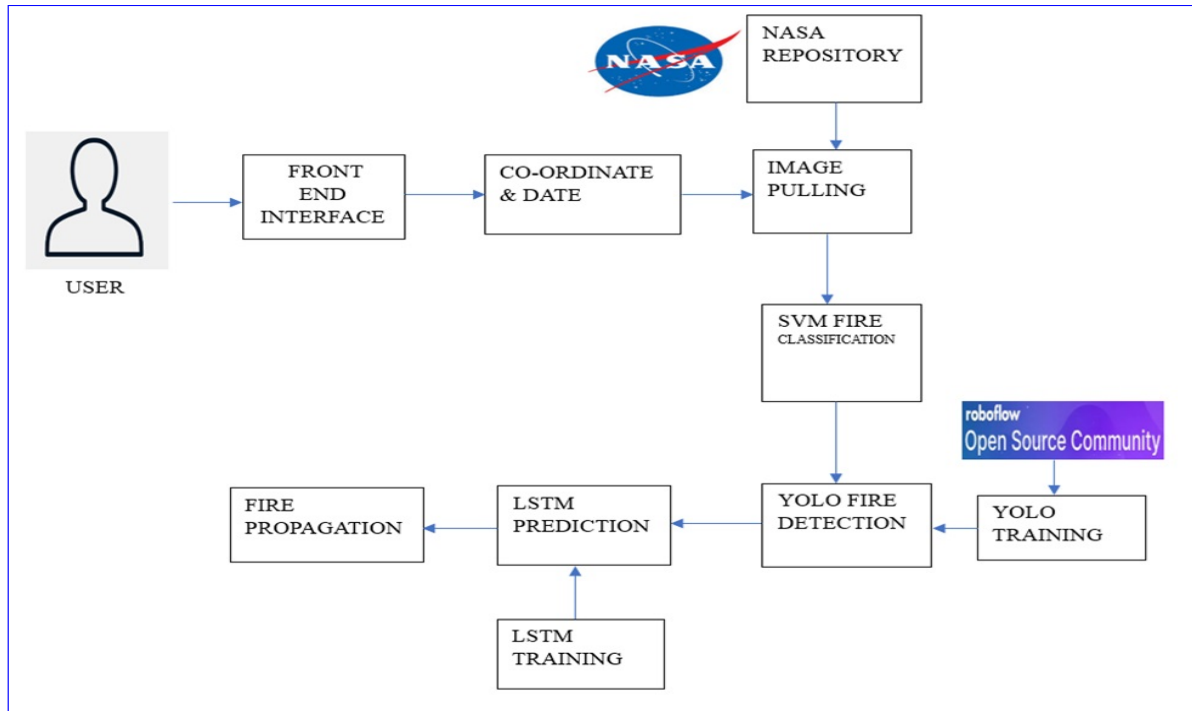 NASA
NASA
REPOSITORY
FRONT
END
INTERFACE
CO-ORDINATE
& DATE
IMAGE
PULLING
USER
SVM FIRE
CLASSIFICATION
roboflow
Open Source Community
FIRE
PROPAGATION
LSTM
PREDICTION
YOLO FIRE
DETECTION
YOLO
TRAINING
LSTM
TRAINING